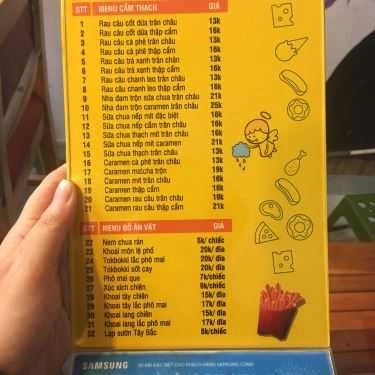 STT MENU CẨM THẠCH GIÁ
1 Rau câu cốt dừa trân châu 13k
2 Rau câu cốt dừa thập cẩm 16k
3 Rau câu cà phê trân châu 13k
4 Rau câu cà phê thập cẩm 16k
5 Rau câu trà xanh trân châu 13k
6 Rau câu trà xanh thập cẩm 16k
7 Rau câu chanh leo trân châu 13k
8 Rau câu chanh leo thập cẩm 16k
9 Nha đam trộn sữa chua trân châu 21k
10 Nha đam trộn caramen trân châu 25k
11 Sữa chua nếp mít đặc biệt 16k
12 Sữa chua nếp cẩm trân châu 16k
13 Sữa chua thạch mít trân châu 16k
14 Sữa chua nếp mít caramen 21k
15 Sữa chua thạch trân châu 13k
16 Caramen cà phê trân châu 13k
17 Caramen matcha trộn 19k
18 Caramen mít trân châu 16k
19 Caramen thập cẩm 16k
20 Caramen rau câu trân châu 19k
21 Caramen rau câu thập cẩm 21k
STT MENU ĐỒ ĂN VẶT GIÁ
22 Nem chua rán 5k/ chiếc
23 Khoai môn lệ phố 20k/ đĩa
24 Tokbokki lắc phô mai 20k/ đĩa
25 Tokbokki sốt cay 20k/ đĩa
26 Phô mai que 7k/chiếc
27 Xúc xích chiên 8k/chiếc
28 Khoai tây chiên 15k/ đĩa
29 Khoai tây lắc phô mai 17k/ đĩa
30 Khoai lang chiên 15k/ đĩa
31 Khoai lang lắc phô mai 17k/ đĩa
32 Lạp sườn Tây Bắc 8k/chiếc
SAMSUNG